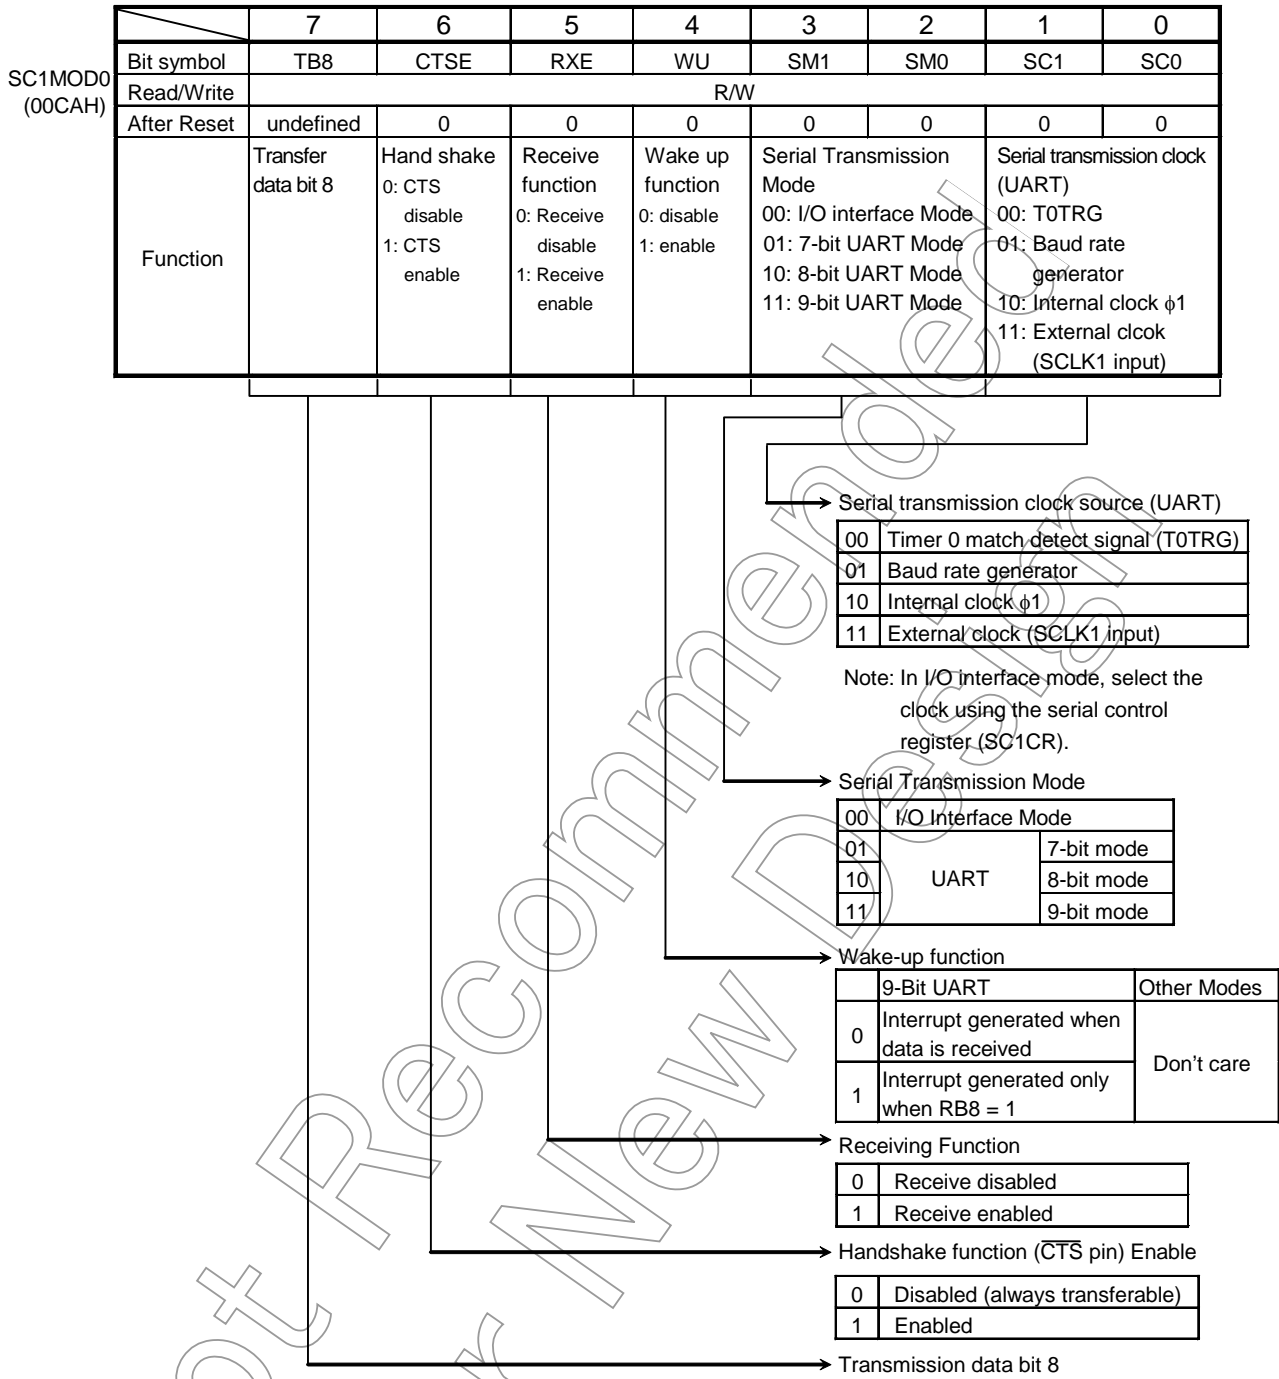 7 6 5 4 3 2 1 0
SC1MOD0
(00CAH)
Bit symbol TB8 CTSE RXE WU SM1 SM0 SC1 SC0
Read/Write R/W
After Reset undefined 0 0 0 0 0 0 0
Function
Transfer
data bit 8
Hand shake
0: CTS
disable
1: CTS
enable
Receive
function
0: Receive
disable
1: Receive
enable
Wake up
function
0: disable
1: enable
Serial Transmission
Mode
00: I/O interface Mode
01: 7-bit UART Mode
10: 8-bit UART Mode
11: 9-bit UART Mode
Serial transmission clock
(UART)
00: T0TRG
01: Baud rate
generator
10: Internal clock ϕ1
11: External clcok
(SCLK1 input)
Serial transmission clock source (UART)
00 Timer 0 match detect signal (T0TRG)
01 Baud rate generator
10 Internal clock ϕ1
11 External clock (SCLK1 input)
Note: In I/O interface mode, select the
clock using the serial control
register (SC1CR).
Serial Transmission Mode
00 I/O Interface Mode
01 7-bit mode
10 UART 8-bit mode
11 9-bit mode
Wake-up function
9-Bit UART Other Modes
0 Interrupt generated when
data is received
Don't care
1 Interrupt generated only
when RB8 = 1
Receiving Function
0 Receive disabled
1 Receive enabled
Handshake function (C̅T̅S̅ pin) Enable
0 Disabled (always transferable)
1 Enabled
Transmission data bit 8
ot Recommended
r New Design